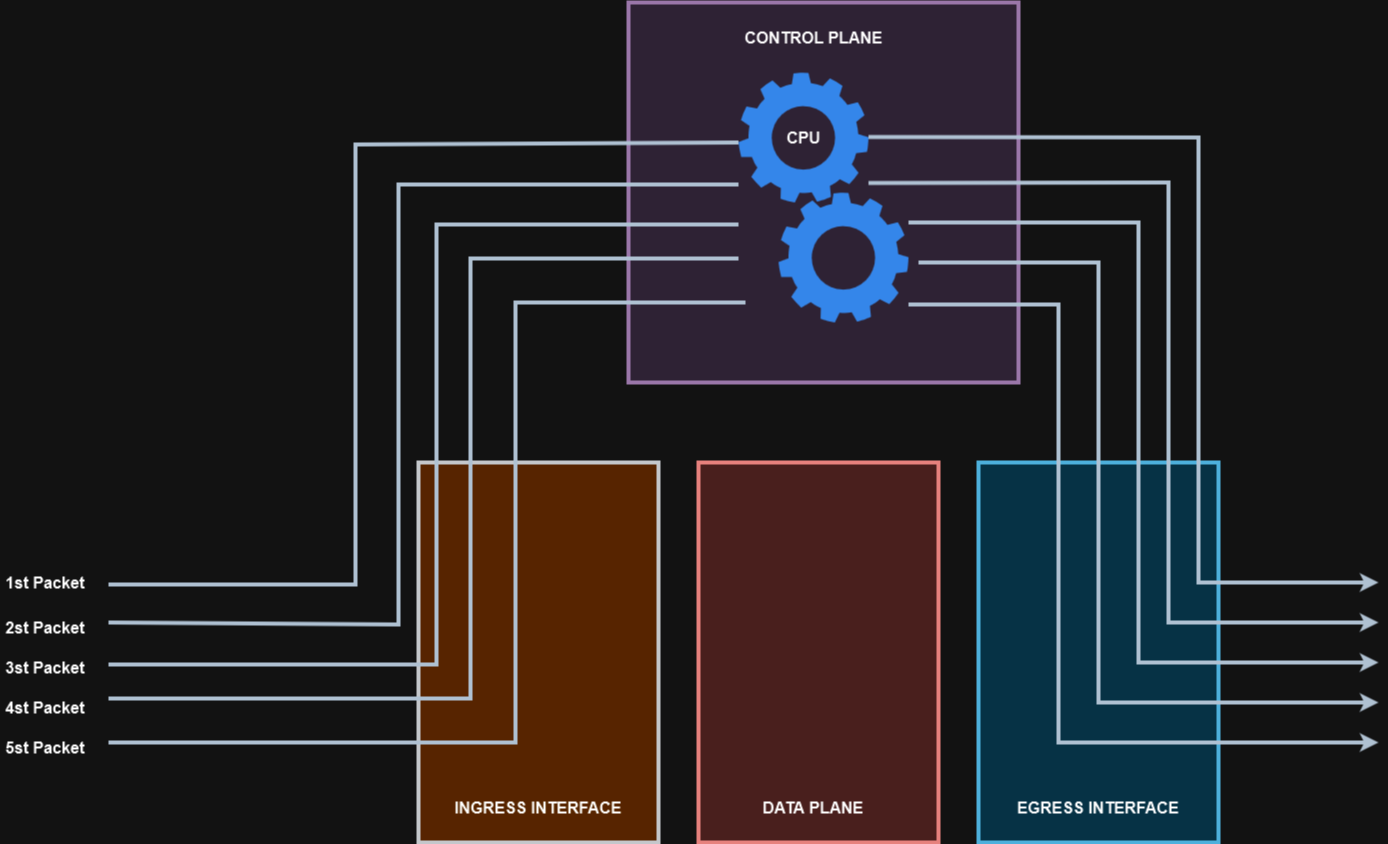 CONTROL PLANE
CPU
1st Packet
2st Packet
3st Packet
4st Packet
5st Packet
INGRESS INTERFACE
DATA PLANE
EGRESS INTERFACE